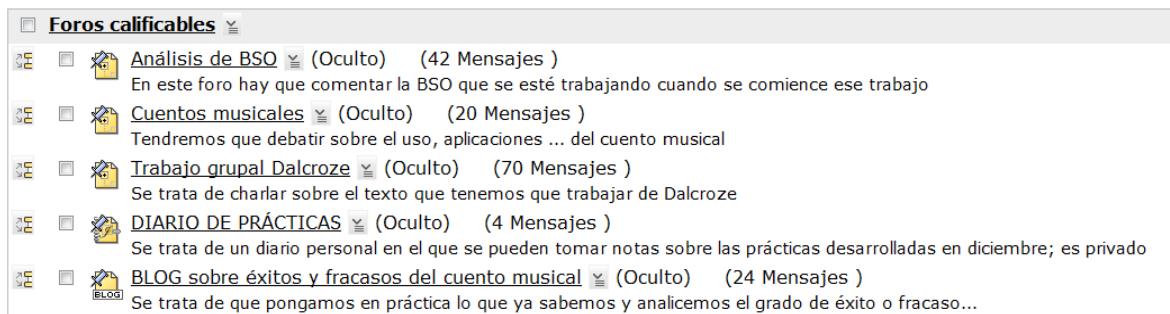 Foros calificables
Análisis de BSO (Oculto) (42 Mensajes )
En este foro hay que comentar la BSO que se esté trabajando cuando se comience ese trabajo
Cuentos musicales (Oculto) (20 Mensajes )
Tendremos que debatir sobre el uso, aplicaciones ... del cuento musical
Trabajo grupal Dalcroze (Oculto) (70 Mensajes )
Se trata de charlar sobre el texto que tenemos que trabajar de Dalcroze
DIARIO DE PRÁCTICAS (Oculto) (4 Mensajes )
Se trata de un diario personal en el que se pueden tomar notas sobre las prácticas desarrolladas en diciembre; es privado
BLOG sobre éxitos y fracasos del cuento musical (Oculto) (24 Mensajes )
BLOG
Se trata de que pongamos en práctica lo que ya sabemos y analicemos el grado de éxito o fracaso...